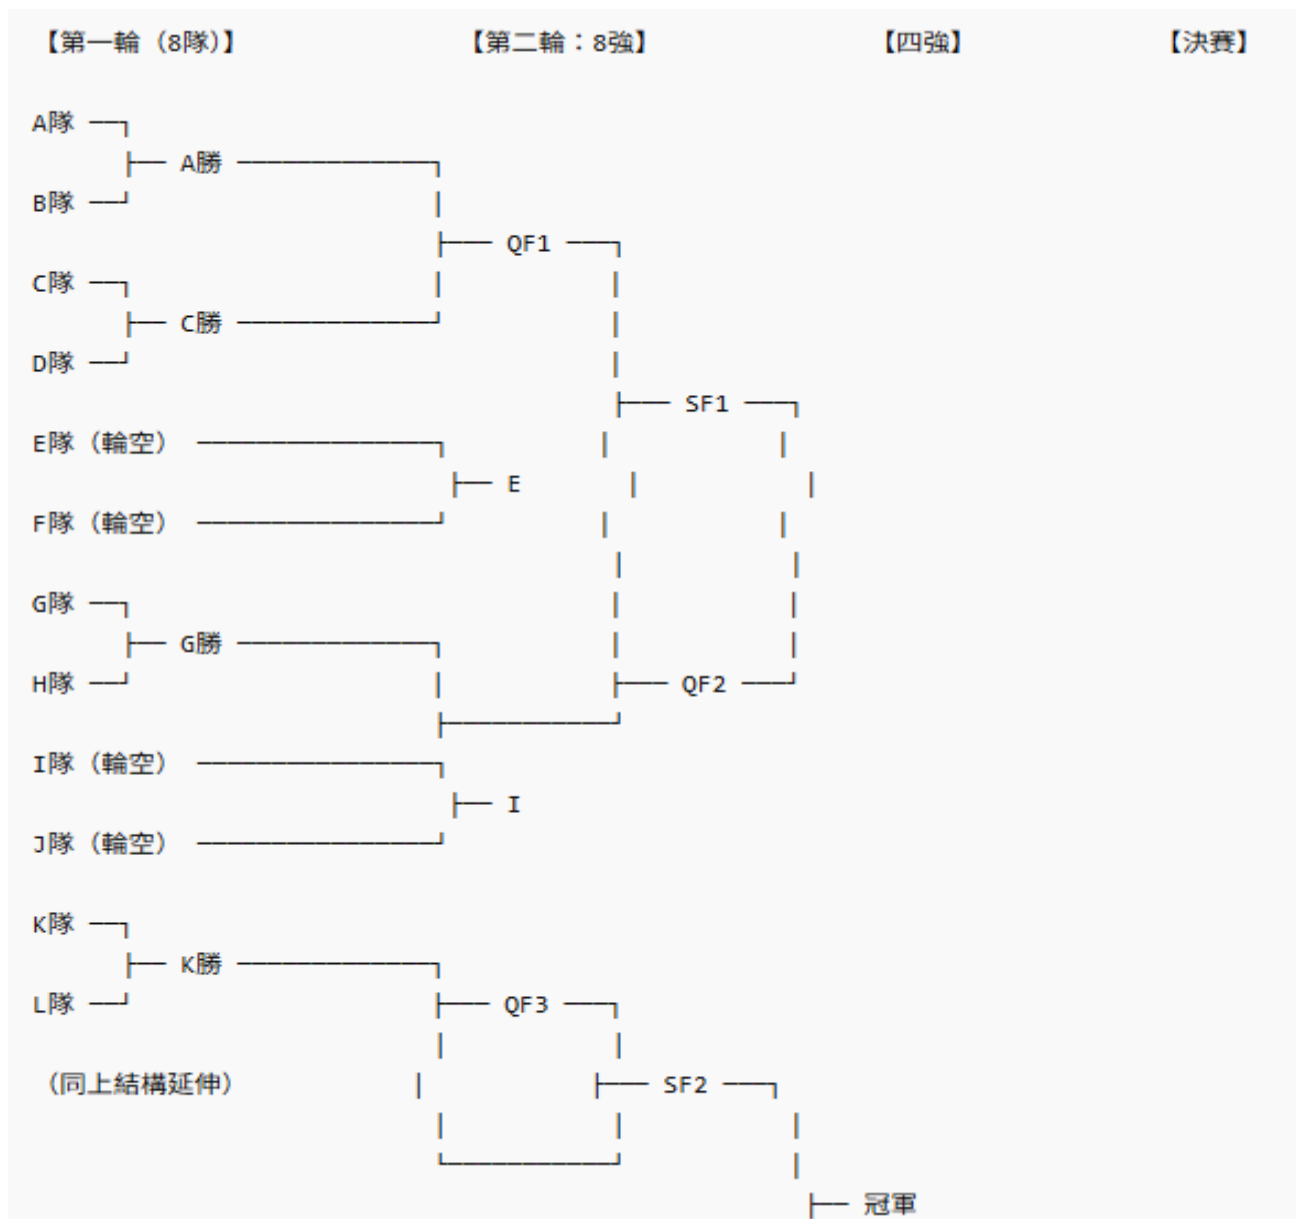 【第一輪（8隊）】 【第二輪：8強】 【四強】 【決賽】
A隊
A勝
B隊
QF1
C隊
C勝
D隊
SF1
E隊（輪空）
E
F隊（輪空）
G隊
G勝
H隊 QF2
I隊（輪空）
I
J隊（輪空）
K隊
K勝
L隊 QF3
（同上結構延伸） SF2
冠軍